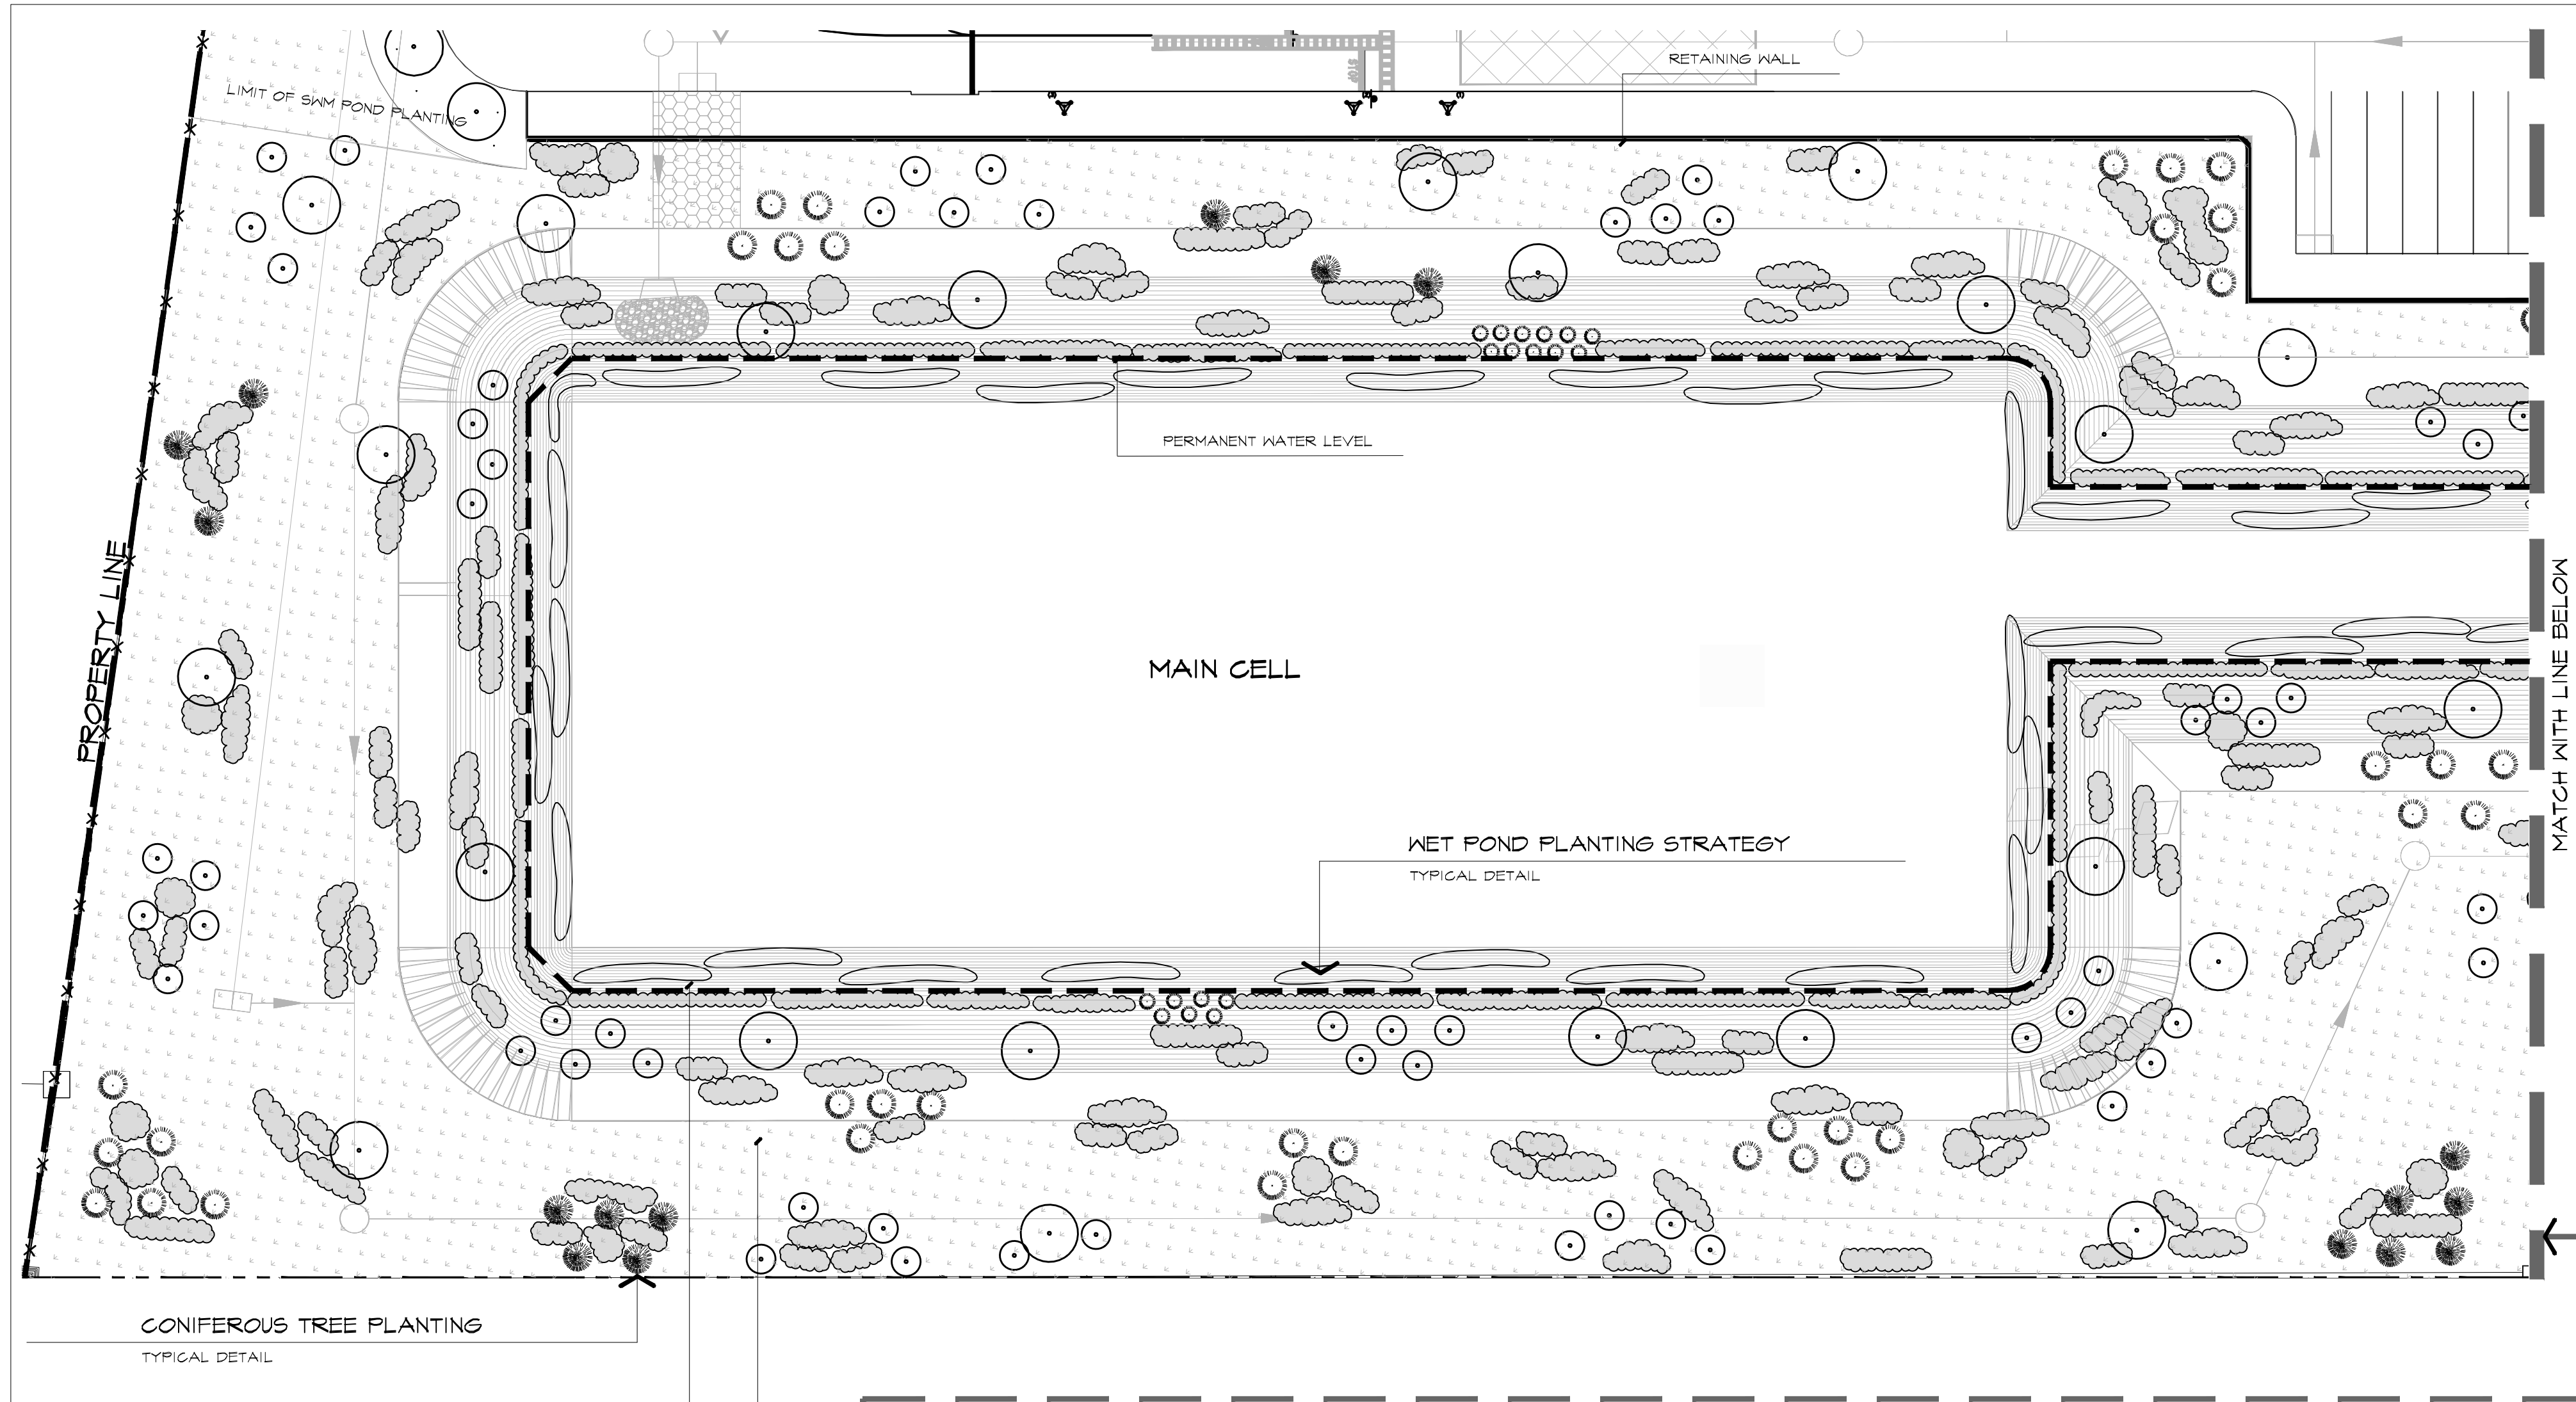 STOP
RETAINING WALL
LIMIT OF SWM POND PLANTING
PERMANENT WATER LEVEL
PROPERTY LINE
MATCH WITH LINE BELOW
MAIN CELL
WET POND PLANTING STRATEGY
TYPICAL DETAIL
CONIFEROUS TREE PLANTING
TYPICAL DETAIL